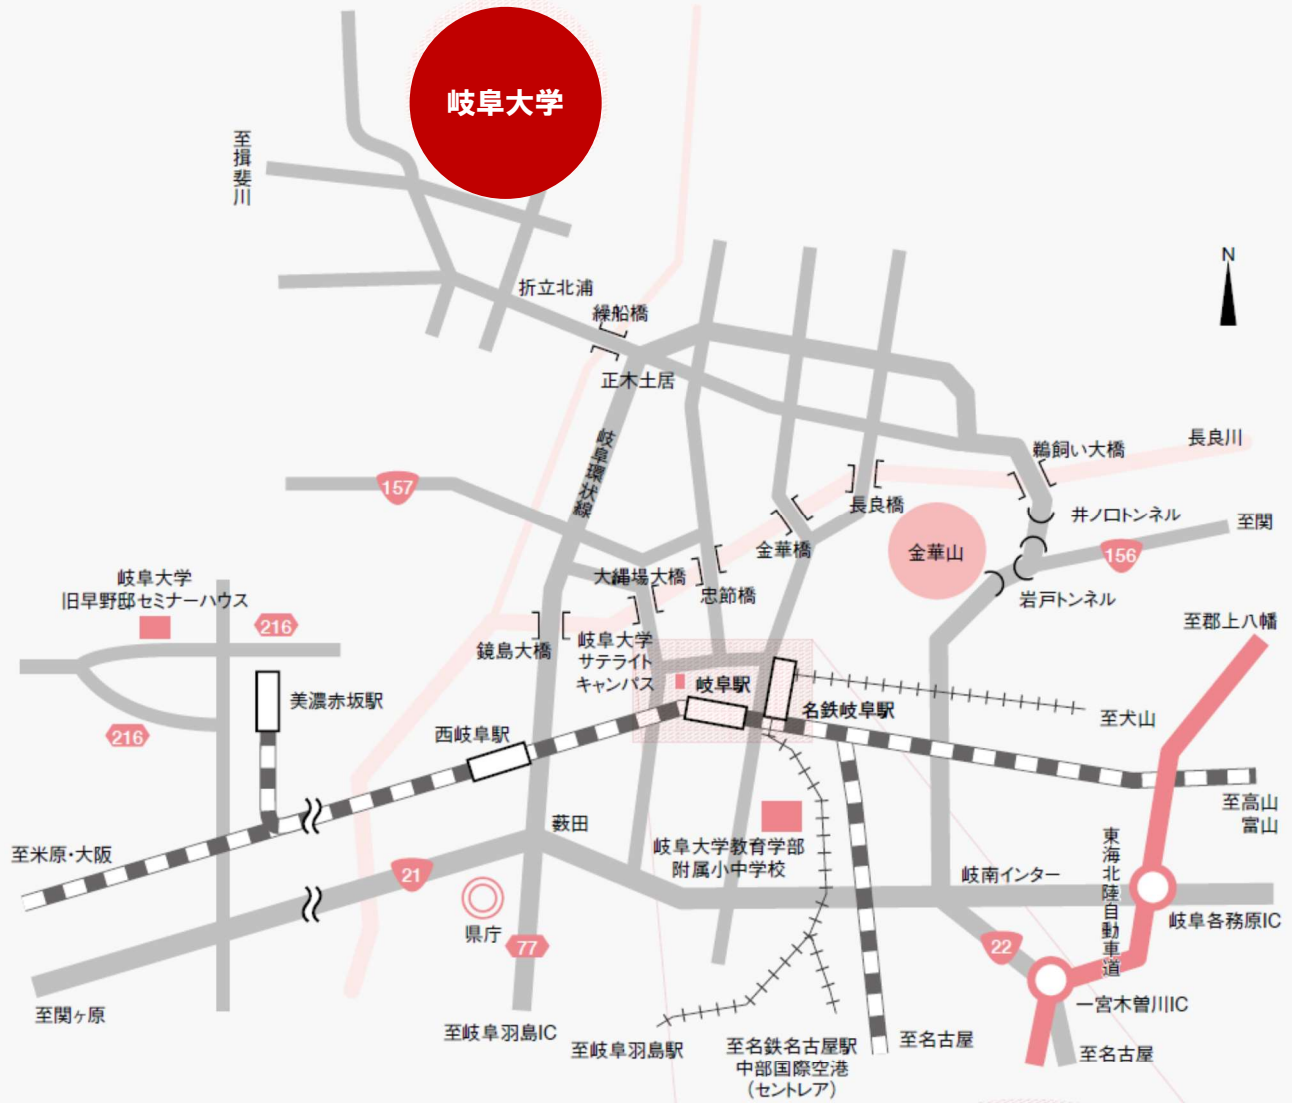 岐阜大学
至揖斐川
N
折立北浦
繰船橋
正木土居
岐阜環状線
長良川
鵜飼い大橋
157
長良橋
井ノ口トンネル
至関
金華橋
金華山
156
大縄場大橋
忠節橋
岩戸トンネル
岐阜大学
旧早野邸セミナーハウス
216
至郡上八幡
鏡島大橋
岐阜大学
サテライト
キャンパス
岐阜駅
美濃赤坂駅
名鉄岐阜駅
至犬山
216
西岐阜駅
至高山
富山
藪田
岐阜大学教育学部
附属小中学校
東海北陸自動車道
至米原・大阪
21
岐南インター
岐阜各務原IC
県庁
77
22
一宮木曽川IC
至関ヶ原
至岐阜羽島IC
至岐阜羽島駅
至名鉄名古屋駅
中部国際空港
（セントレア）
至名古屋
至名古屋